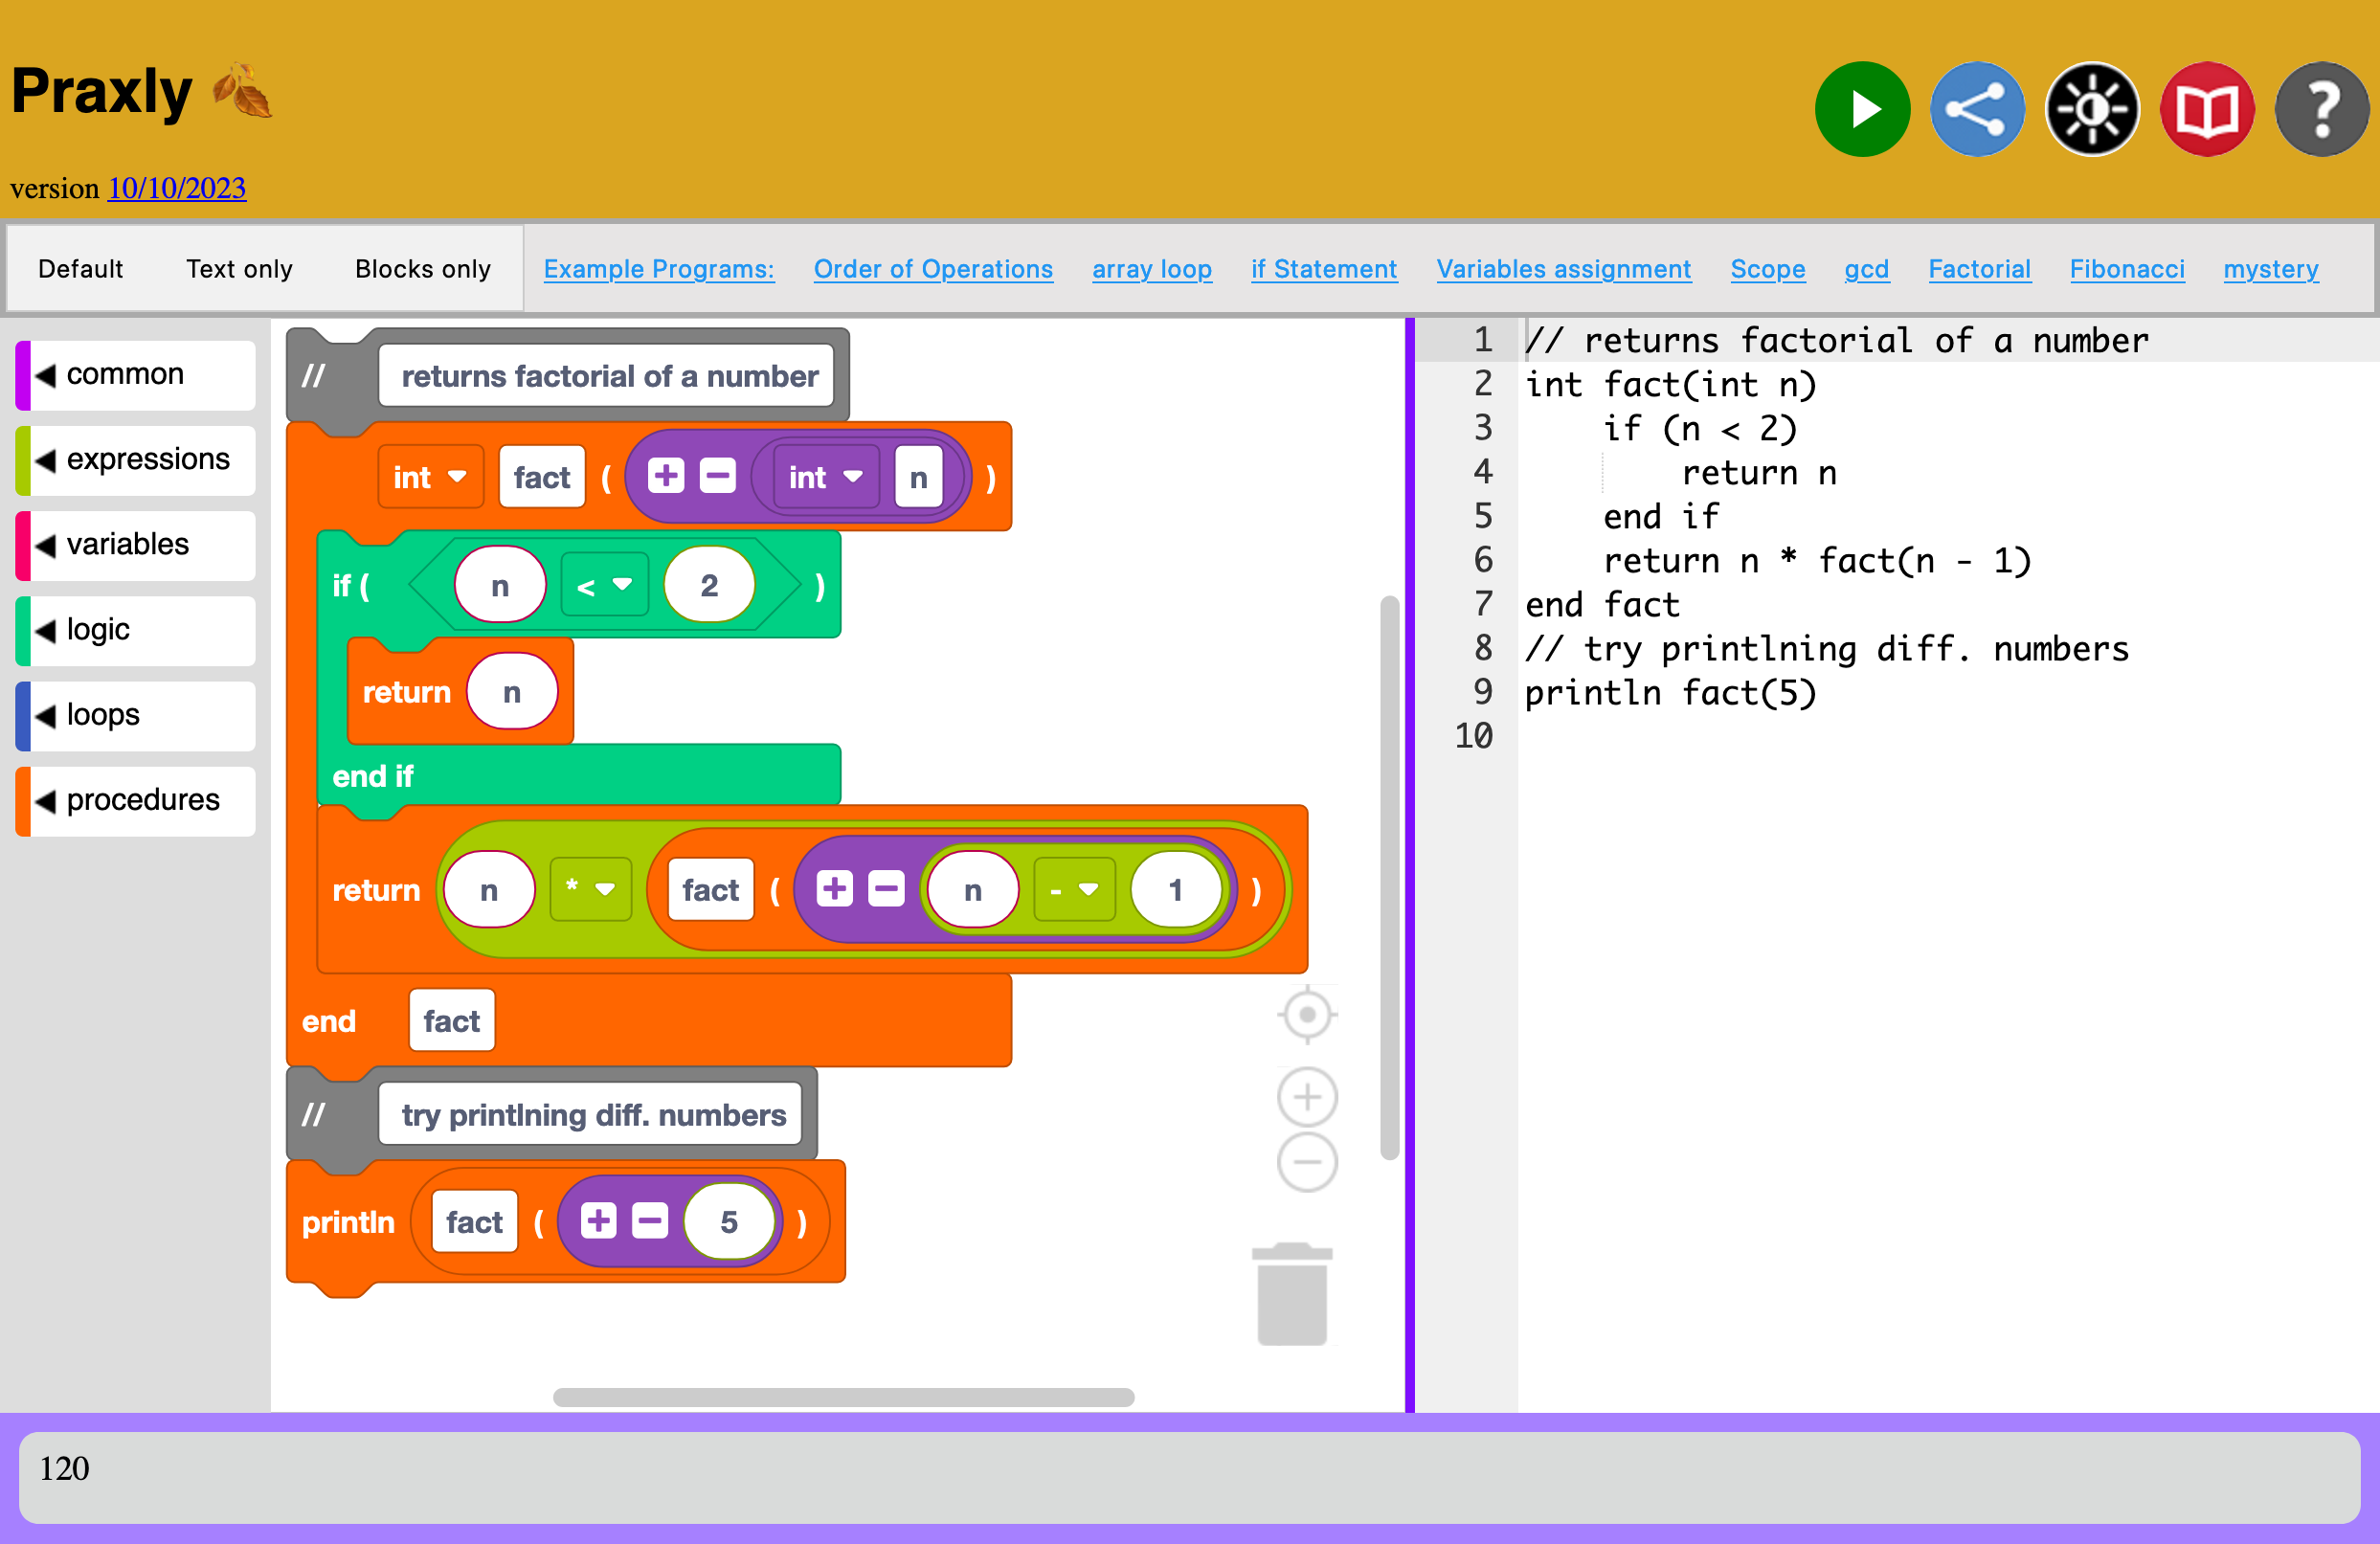 Praxly
version 10/10/2023
Default Text only Blocks only Example Programs: Order of Operations array loop if Statement Variables assignment Scope gcd Factorial Fibonacci mystery
common
expressions
variables
logic
loops
procedures
// returns factorial of a number
int fact ( + − int n )
if ( n < 2 )
return n
end if
return n * fact ( + − n - 1 )
end fact
// try printlning diff. numbers
println fact ( + − 5 )
1 // returns factorial of a number
2 int fact(int n)
3 if (n < 2)
4 return n
5 end if
6 return n * fact(n - 1)
7 end fact
8 // try printlning diff. numbers
9 println fact(5)
10
120